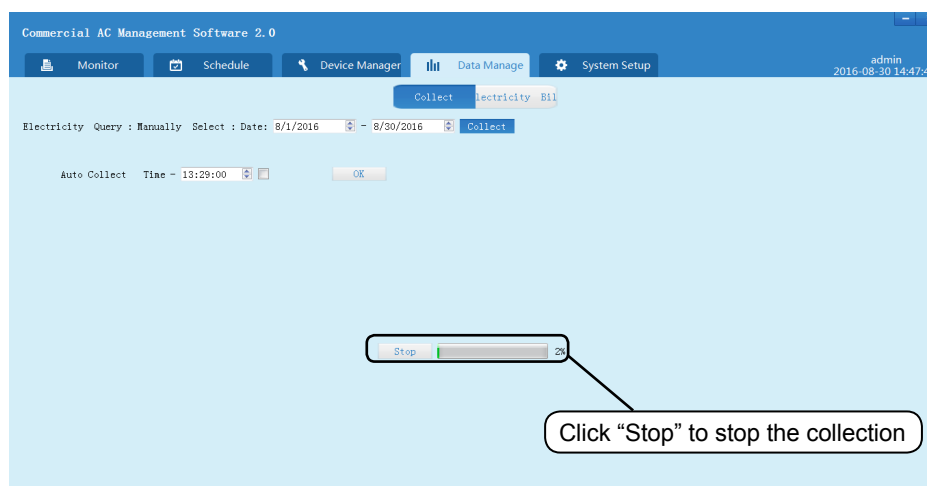 Commercial AC Management Software 2.0
Monitor Schedule Device Manager Data Manage System Setup
admin
2016-08-30 14:47:4
Collect lectricity Bil
Electricity Query : Manually Select : Date: 8/1/2016 - 8/30/2016 Collect
Auto Collect Time - 13:29:00 OK
Stop 2%
Click “Stop” to stop the collection